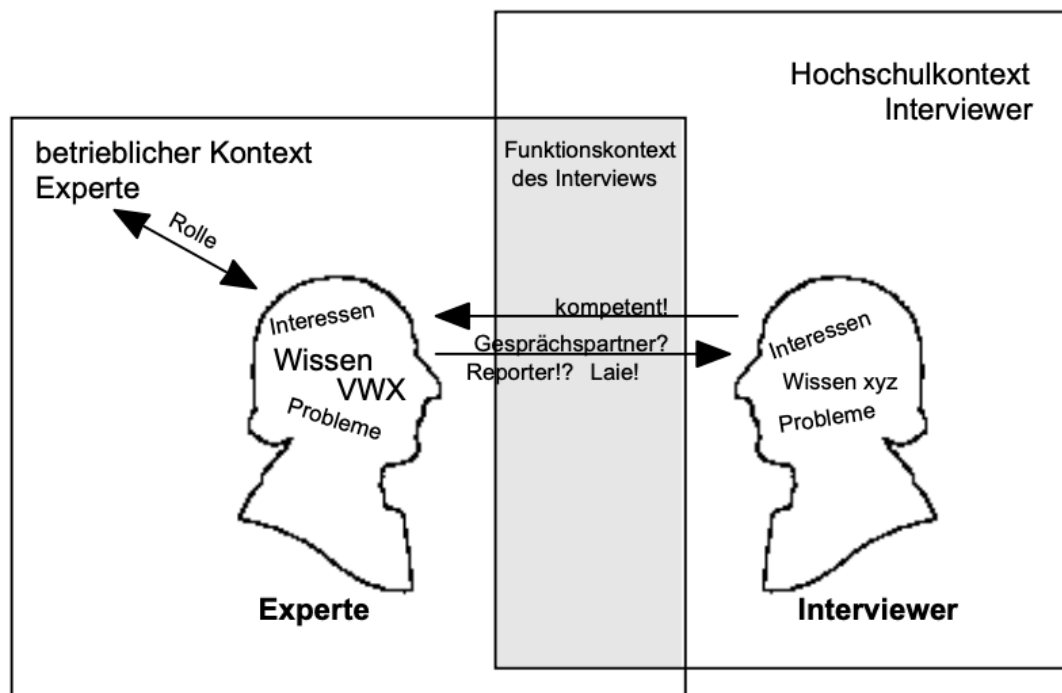 Hochschulkontext
Interviewer
betrieblicher Kontext
Experte
Funktionskontext
des Interviews
Rolle
kompetent!
Gesprächspartner?
Reporter!? Laie!
Interessen
Wissen
VWX
Probleme
Interessen
Wissen xyz
Probleme
Experte
Interviewer